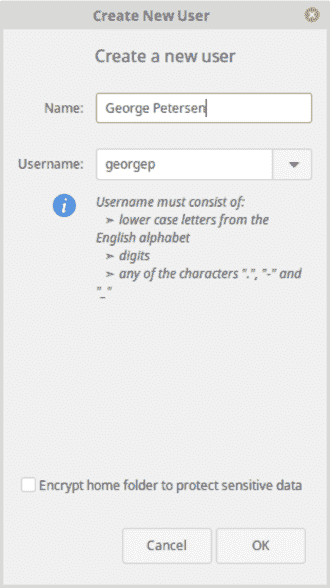 Create New User
Create a new user
Name: George Petersen
Username: georgep
i
Username must consist of:
➤ lower case letters from the
English alphabet
➤ digits
➤ any of the characters ".", "-" and
"_"
Encrypt home folder to protect sensitive data
Cancel OK